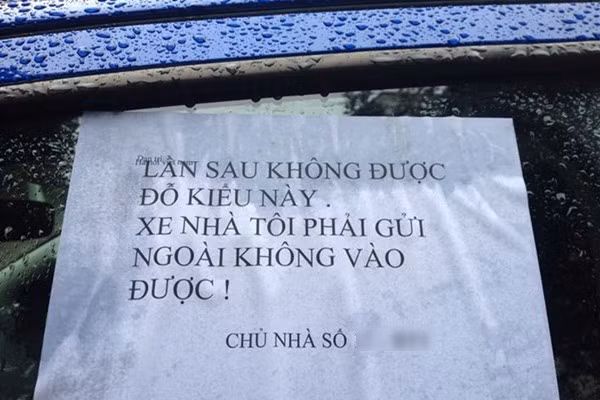 LẦN SAU KHÔNG ĐƯỢC
ĐỖ KIỂU NÀY .
XE NHÀ TÔI PHẢI GỬI
NGOÀI KHÔNG VÀO
ĐƯỢC !
CHỦ NHÀ SỐ